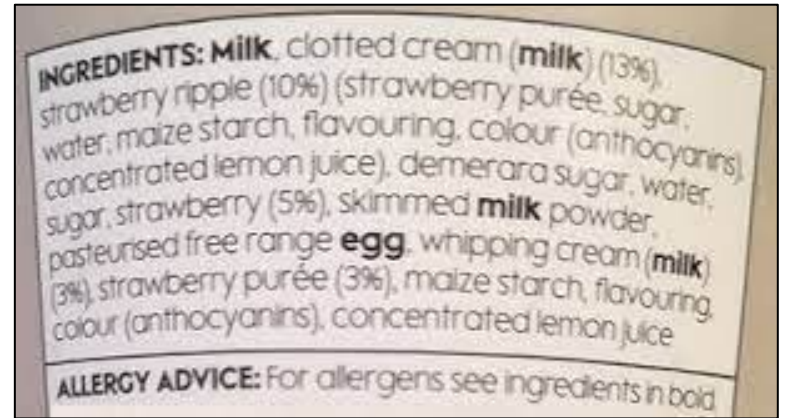 INGREDIENTS: Milk, clotted cream (milk) (13%),
strawberry ripple (10%) (strawberry purée, sugar,
water, maize starch, flavouring, colour (anthocyanins),
concentrated lemon juice), demerara sugar, water,
sugar, strawberry (5%), skimmed milk powder,
pasteurised free range egg, whipping cream (milk)
(3%), strawberry purée (3%), maize starch, flavouring,
colour (anthocyanins), concentrated lemon juice
ALLERGY ADVICE: For allergens see ingredients in bold